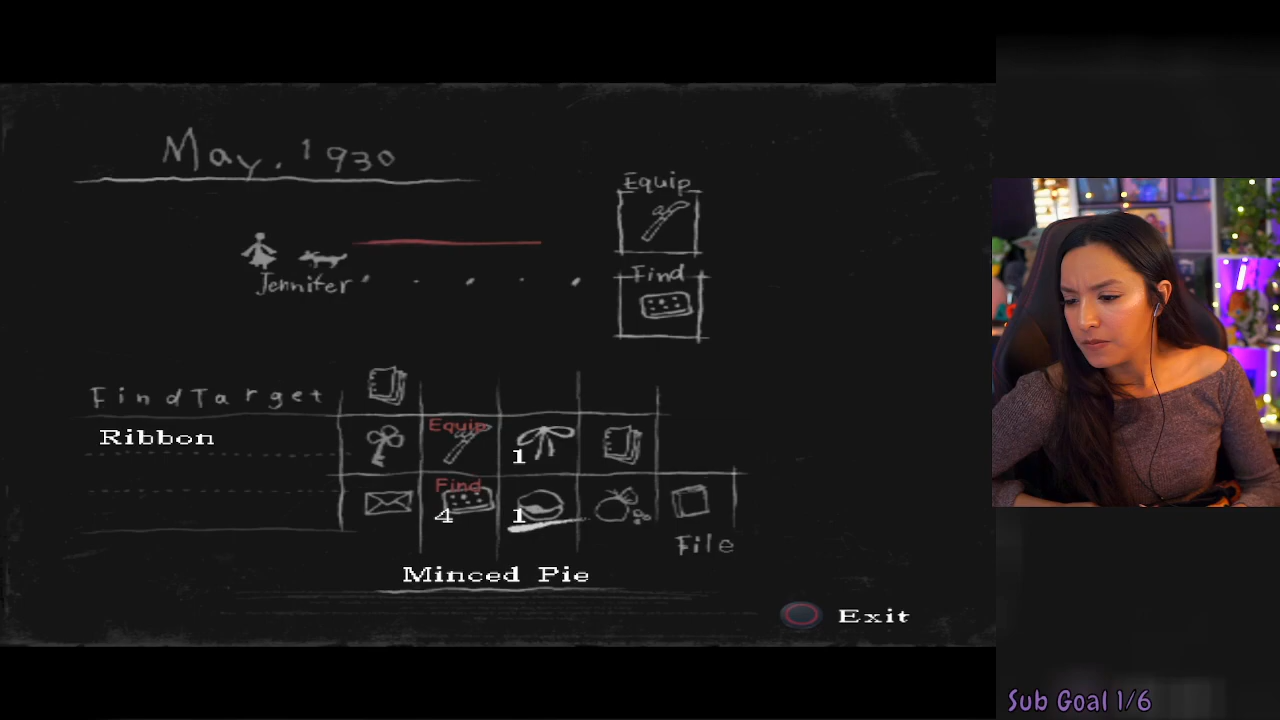 May. 1930
Equip
Jennifer
Find
FindTarget
Ribbon
Equip
1
Find
4
1
File
Minced Pie
Exit
Sub Goal 1/6